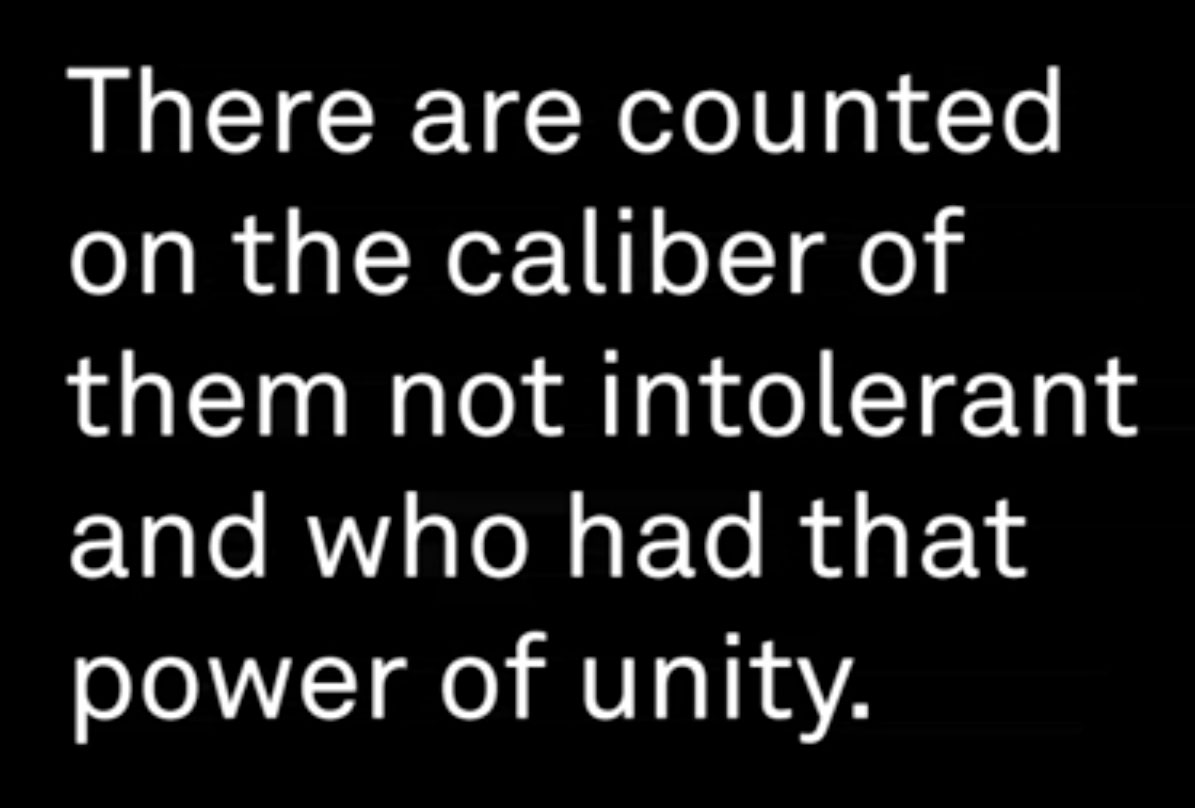 There are counted
on the caliber of
them not intolerant
and who had that
power of unity.